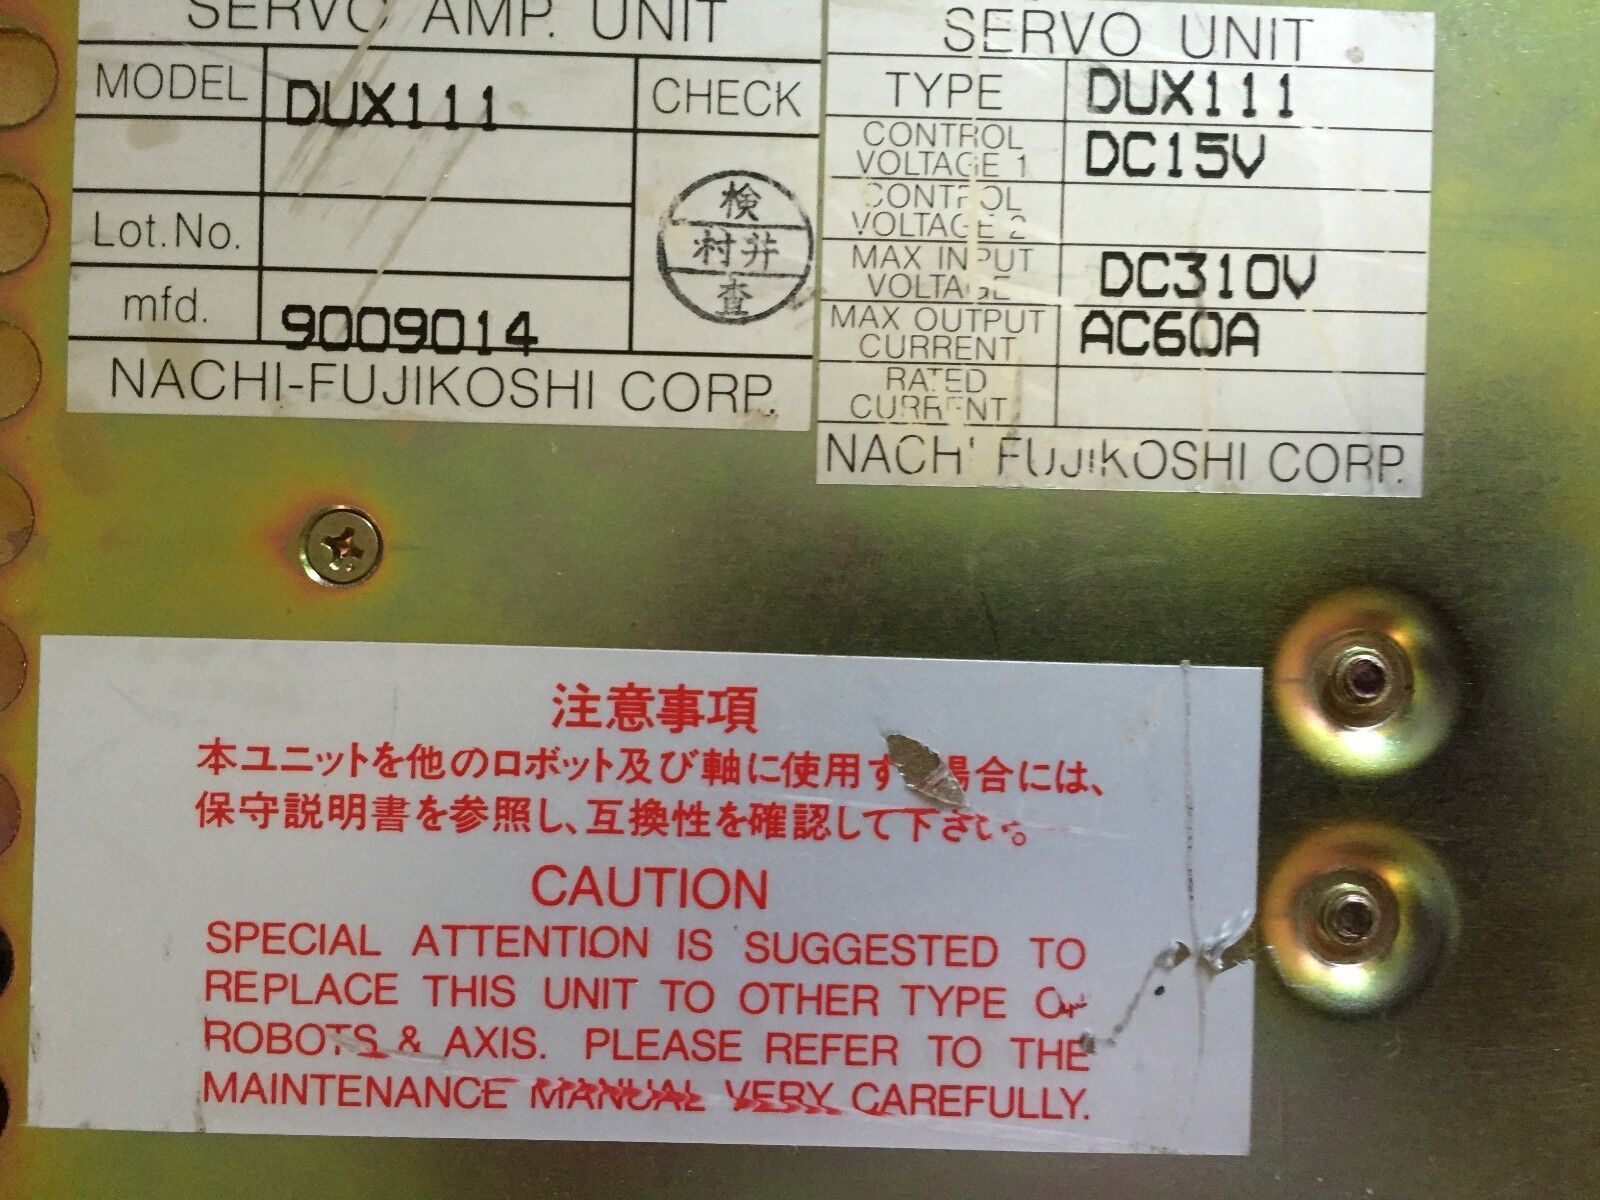 SERVO AMP. UNIT
MODEL DUX111 CHECK
Lot.No.
mfd. 9009014
検
村井
査
NACHI-FUJIKOSHI CORP.
SERVO UNIT
TYPE DUX111
CONTROL VOLTAGE 1 DC15V
CONTROL VOLTAGE 2
MAX INPUT VOLTAGE DC310V
MAX OUTPUT CURRENT AC60A
RATED CURRENT
NACHI FUJIKOSHI CORP.
注意事項
本ユニットを他のロボット及び軸に使用す 場合には、
保守説明書を参照し、互換性を確認して下さい。
CAUTION
SPECIAL ATTENTION IS SUGGESTED TO
REPLACE THIS UNIT TO OTHER TYPE OF
ROBOTS & AXIS. PLEASE REFER TO THE
MAINTENANCE MANUAL VERY CAREFULLY.